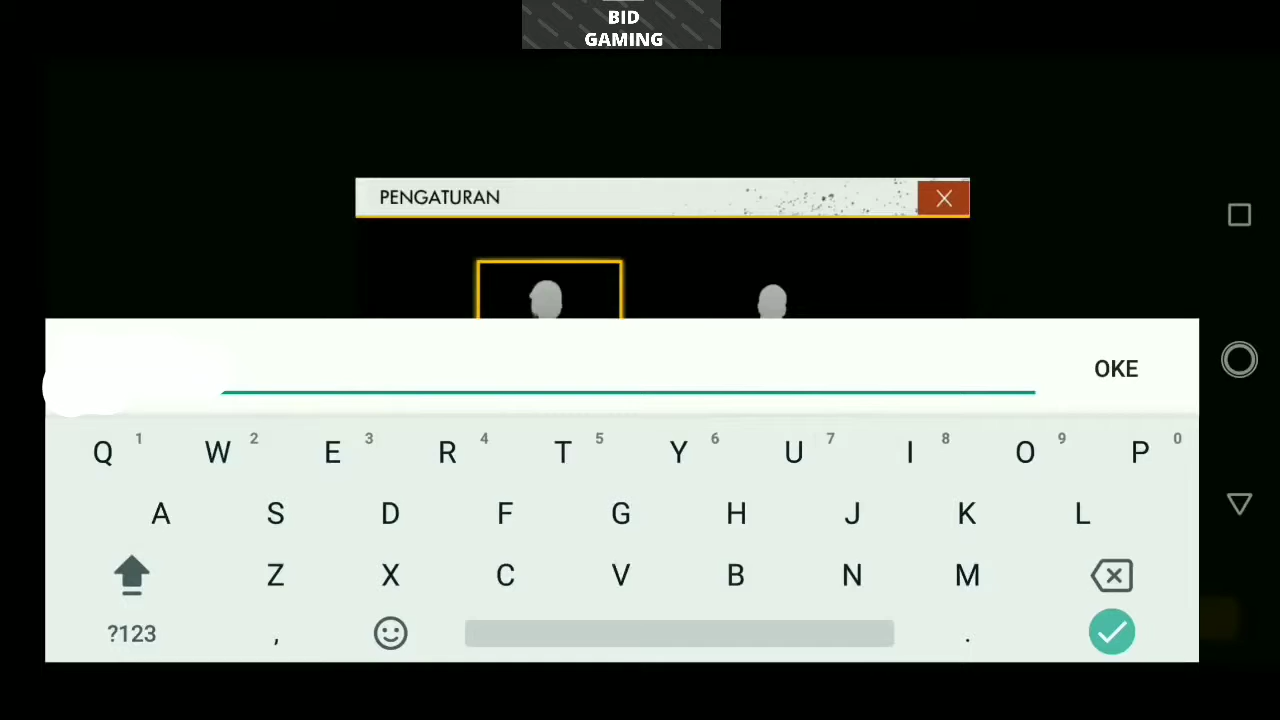 BID
GAMING
PENGATURAN
OKE
Q 1 W 2 E 3 R 4 T 5 Y 6 U 7 I 8 O 9 P 0
A S D F G H J K L
Z X C V B N M
?123 , .